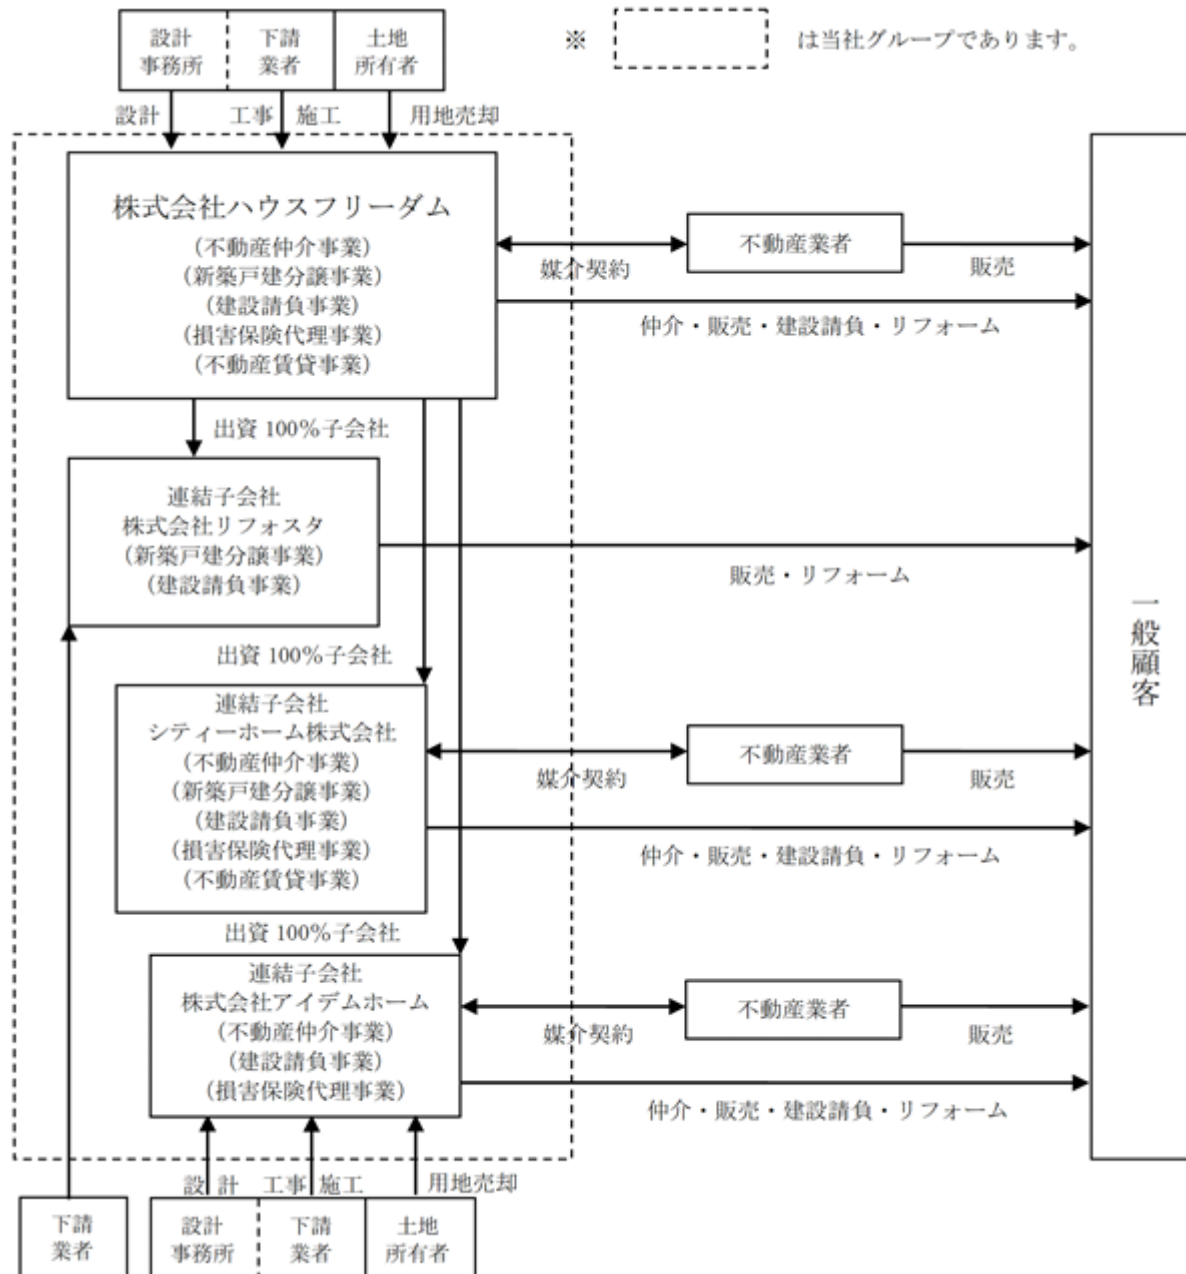 設計
事務所
下請
業者
土地
所有者
※
は当社グループであります。
設計
工事 施工
用地売却
株式会社ハウスフリーダム
(不動産仲介事業)
(新築戸建分譲事業)
(建設請負事業)
(損害保険代理事業)
(不動産賃貸事業)
媒介契約
不動産業者
販売
仲介・販売・建設請負・リフォーム
出資 100%子会社
連結子会社
株式会社リフォスタ
(新築戸建分譲事業)
(建設請負事業)
販売・リフォーム
一般顧客
出資 100%子会社
連結子会社
シティーホーム株式会社
(不動産仲介事業)
(新築戸建分譲事業)
(建設請負事業)
(損害保険代理事業)
(不動産賃貸事業)
媒介契約
不動産業者
販売
仲介・販売・建設請負・リフォーム
出資 100%子会社
連結子会社
株式会社アイデムホーム
(不動産仲介事業)
(建設請負事業)
(損害保険代理事業)
媒介契約
不動産業者
販売
仲介・販売・建設請負・リフォーム
設計
工事 施工
用地売却
下請
業者
設計
事務所
下請
業者
土地
所有者